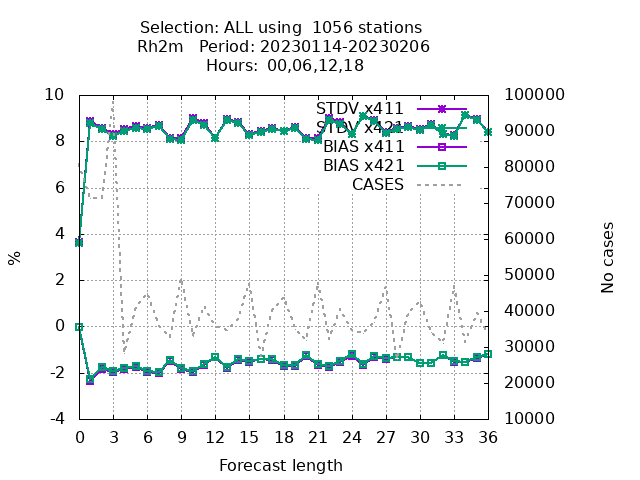 Selection: ALL using  1056 stations
Rh2m   Period: 20230114-20230206
Hours:  00,06,12,18
STDV x411
STDV x421
BIAS x411
BIAS x421
CASES
10
8
6
4
2
0
-2
-4
%
100000
90000
80000
70000
60000
50000
40000
30000
20000
10000
No cases
0 3 6 9 12 15 18 21 24 27 30 33 36
Forecast length